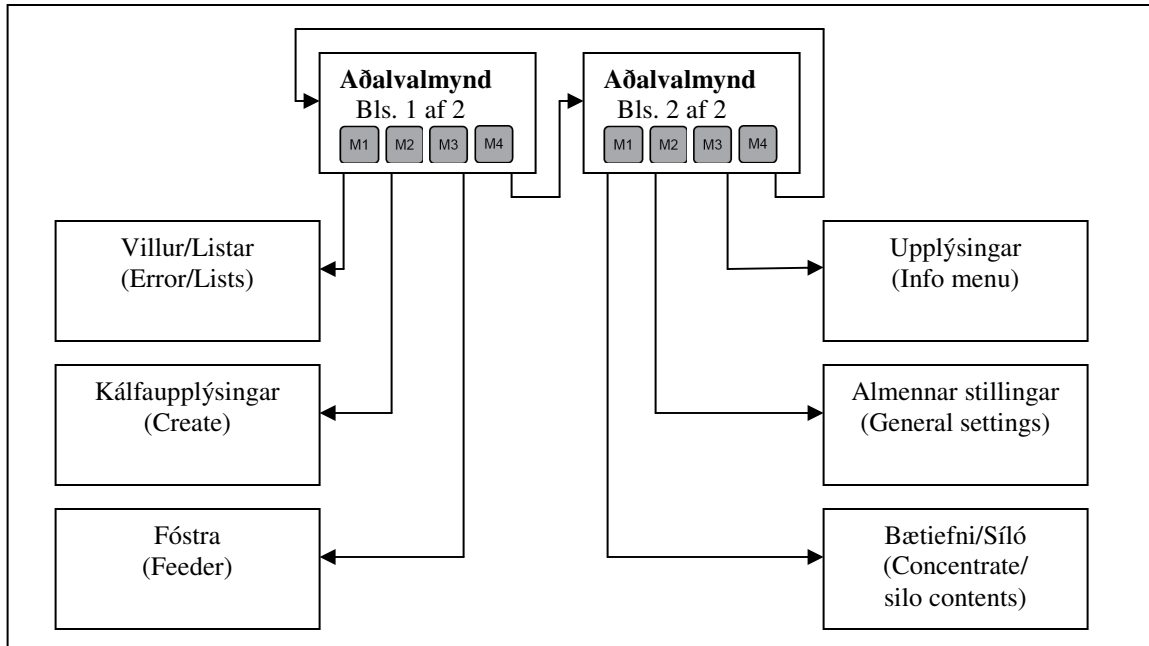 Aðalvalmynd
Bls. 1 af 2
M1 M2 M3 M4
Aðalvalmynd
Bls. 2 af 2
M1 M2 M3 M4
Villur/Listar
(Error/Lists)
Kálfaupplýsingar
(Create)
Fóstra
(Feeder)
Upplýsingar
(Info menu)
Almennar stillingar
(General settings)
Bætiefni/Síló
(Concentrate/
silo contents)